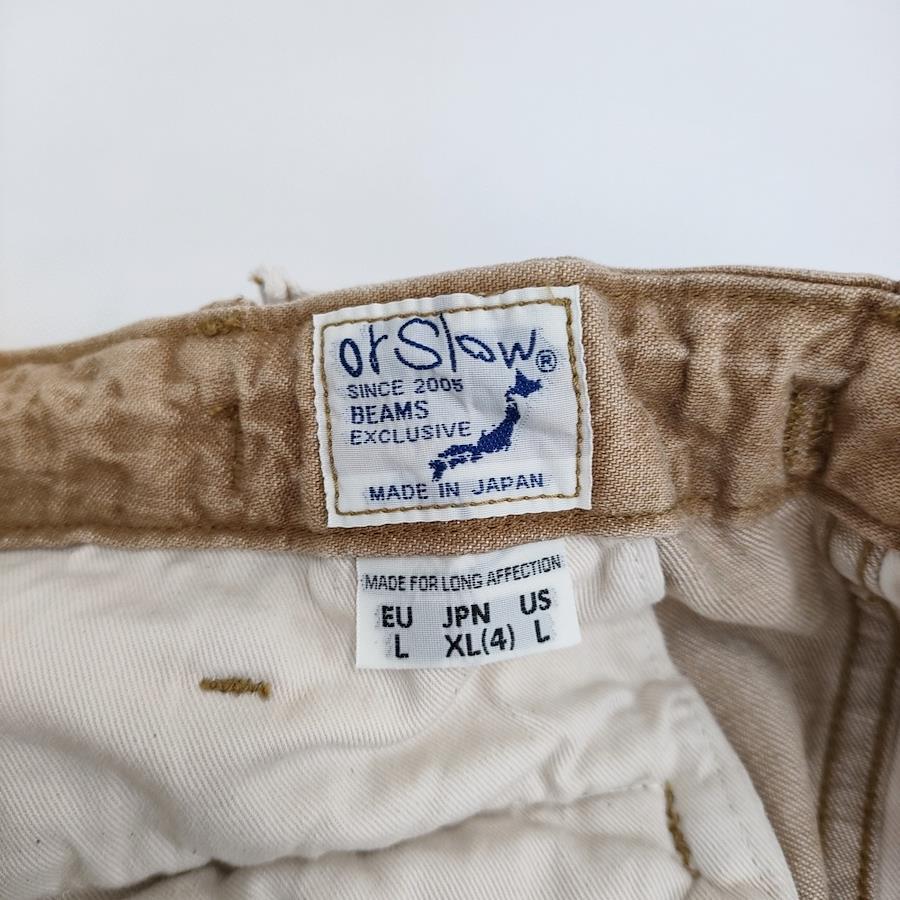 orSlow®
SINCE 2005
BEAMS
EXCLUSIVE
MADE IN JAPAN
MADE FOR LONG AFFECTION
EU JPN US
L XL(4) L